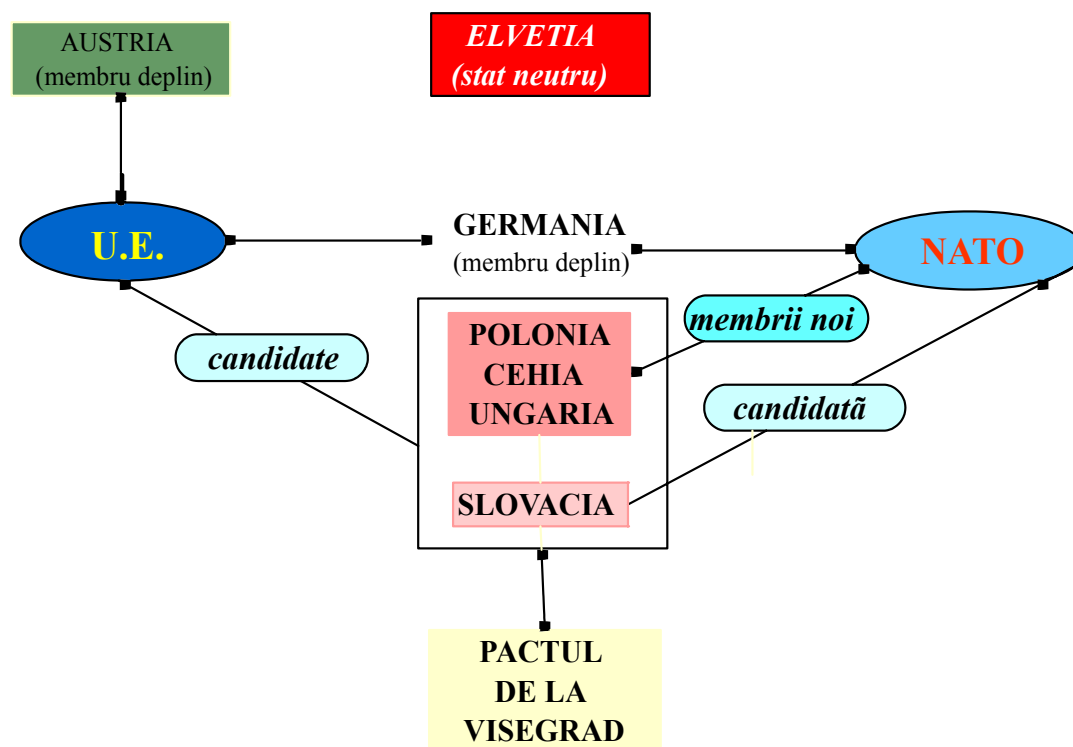 AUSTRIA
(membru deplin)
ELVETIA
(stat neutru)
U.E.
GERMANIA
(membru deplin)
NATO
membrii noi
POLONIA
CEHIA
UNGARIA
candidate
candidatã
SLOVACIA
PACTUL
DE LA
VISEGRAD